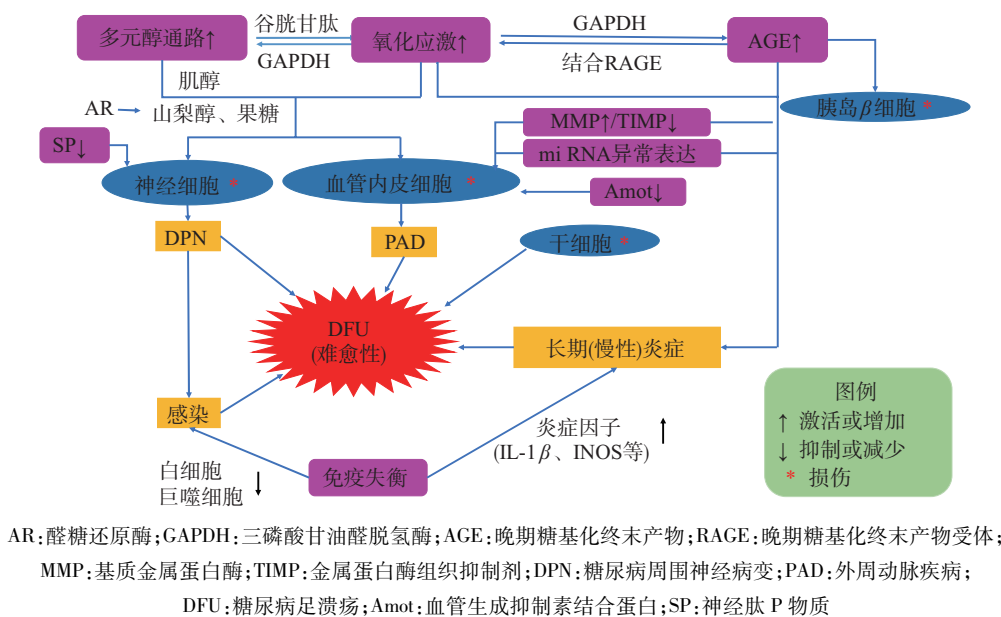 多元醇通路↑
谷胱甘肽
GAPDH
氧化应激↑
GAPDH
结合RAGE
AGE↑
肌醇
AR
山梨醇、果糖
胰岛β细胞 *
MMP↑/TIMP↓
mi RNA异常表达
SP↓
神经细胞 *
血管内皮细胞 *
Amot↓
DPN
PAD
干细胞 *
DFU
(难愈性)
长期(慢性)炎症
感染
炎症因子 ↑
(IL-1β、INOS等)
白细胞
巨噬细胞 ↓
免疫失衡
图例
↑ 激活或增加
↓ 抑制或减少
* 损伤
AR:醛糖还原酶;GAPDH:三磷酸甘油醛脱氢酶;AGE:晚期糖基化终末产物;RAGE:晚期糖基化终末产物受体;
MMP:基质金属蛋白酶;TIMP:金属蛋白酶组织抑制剂;DPN:糖尿病周围神经病变;PAD:外周动脉疾病;
DFU:糖尿病足溃疡;Amot:血管生成抑制素结合蛋白;SP:神经肽 P 物质